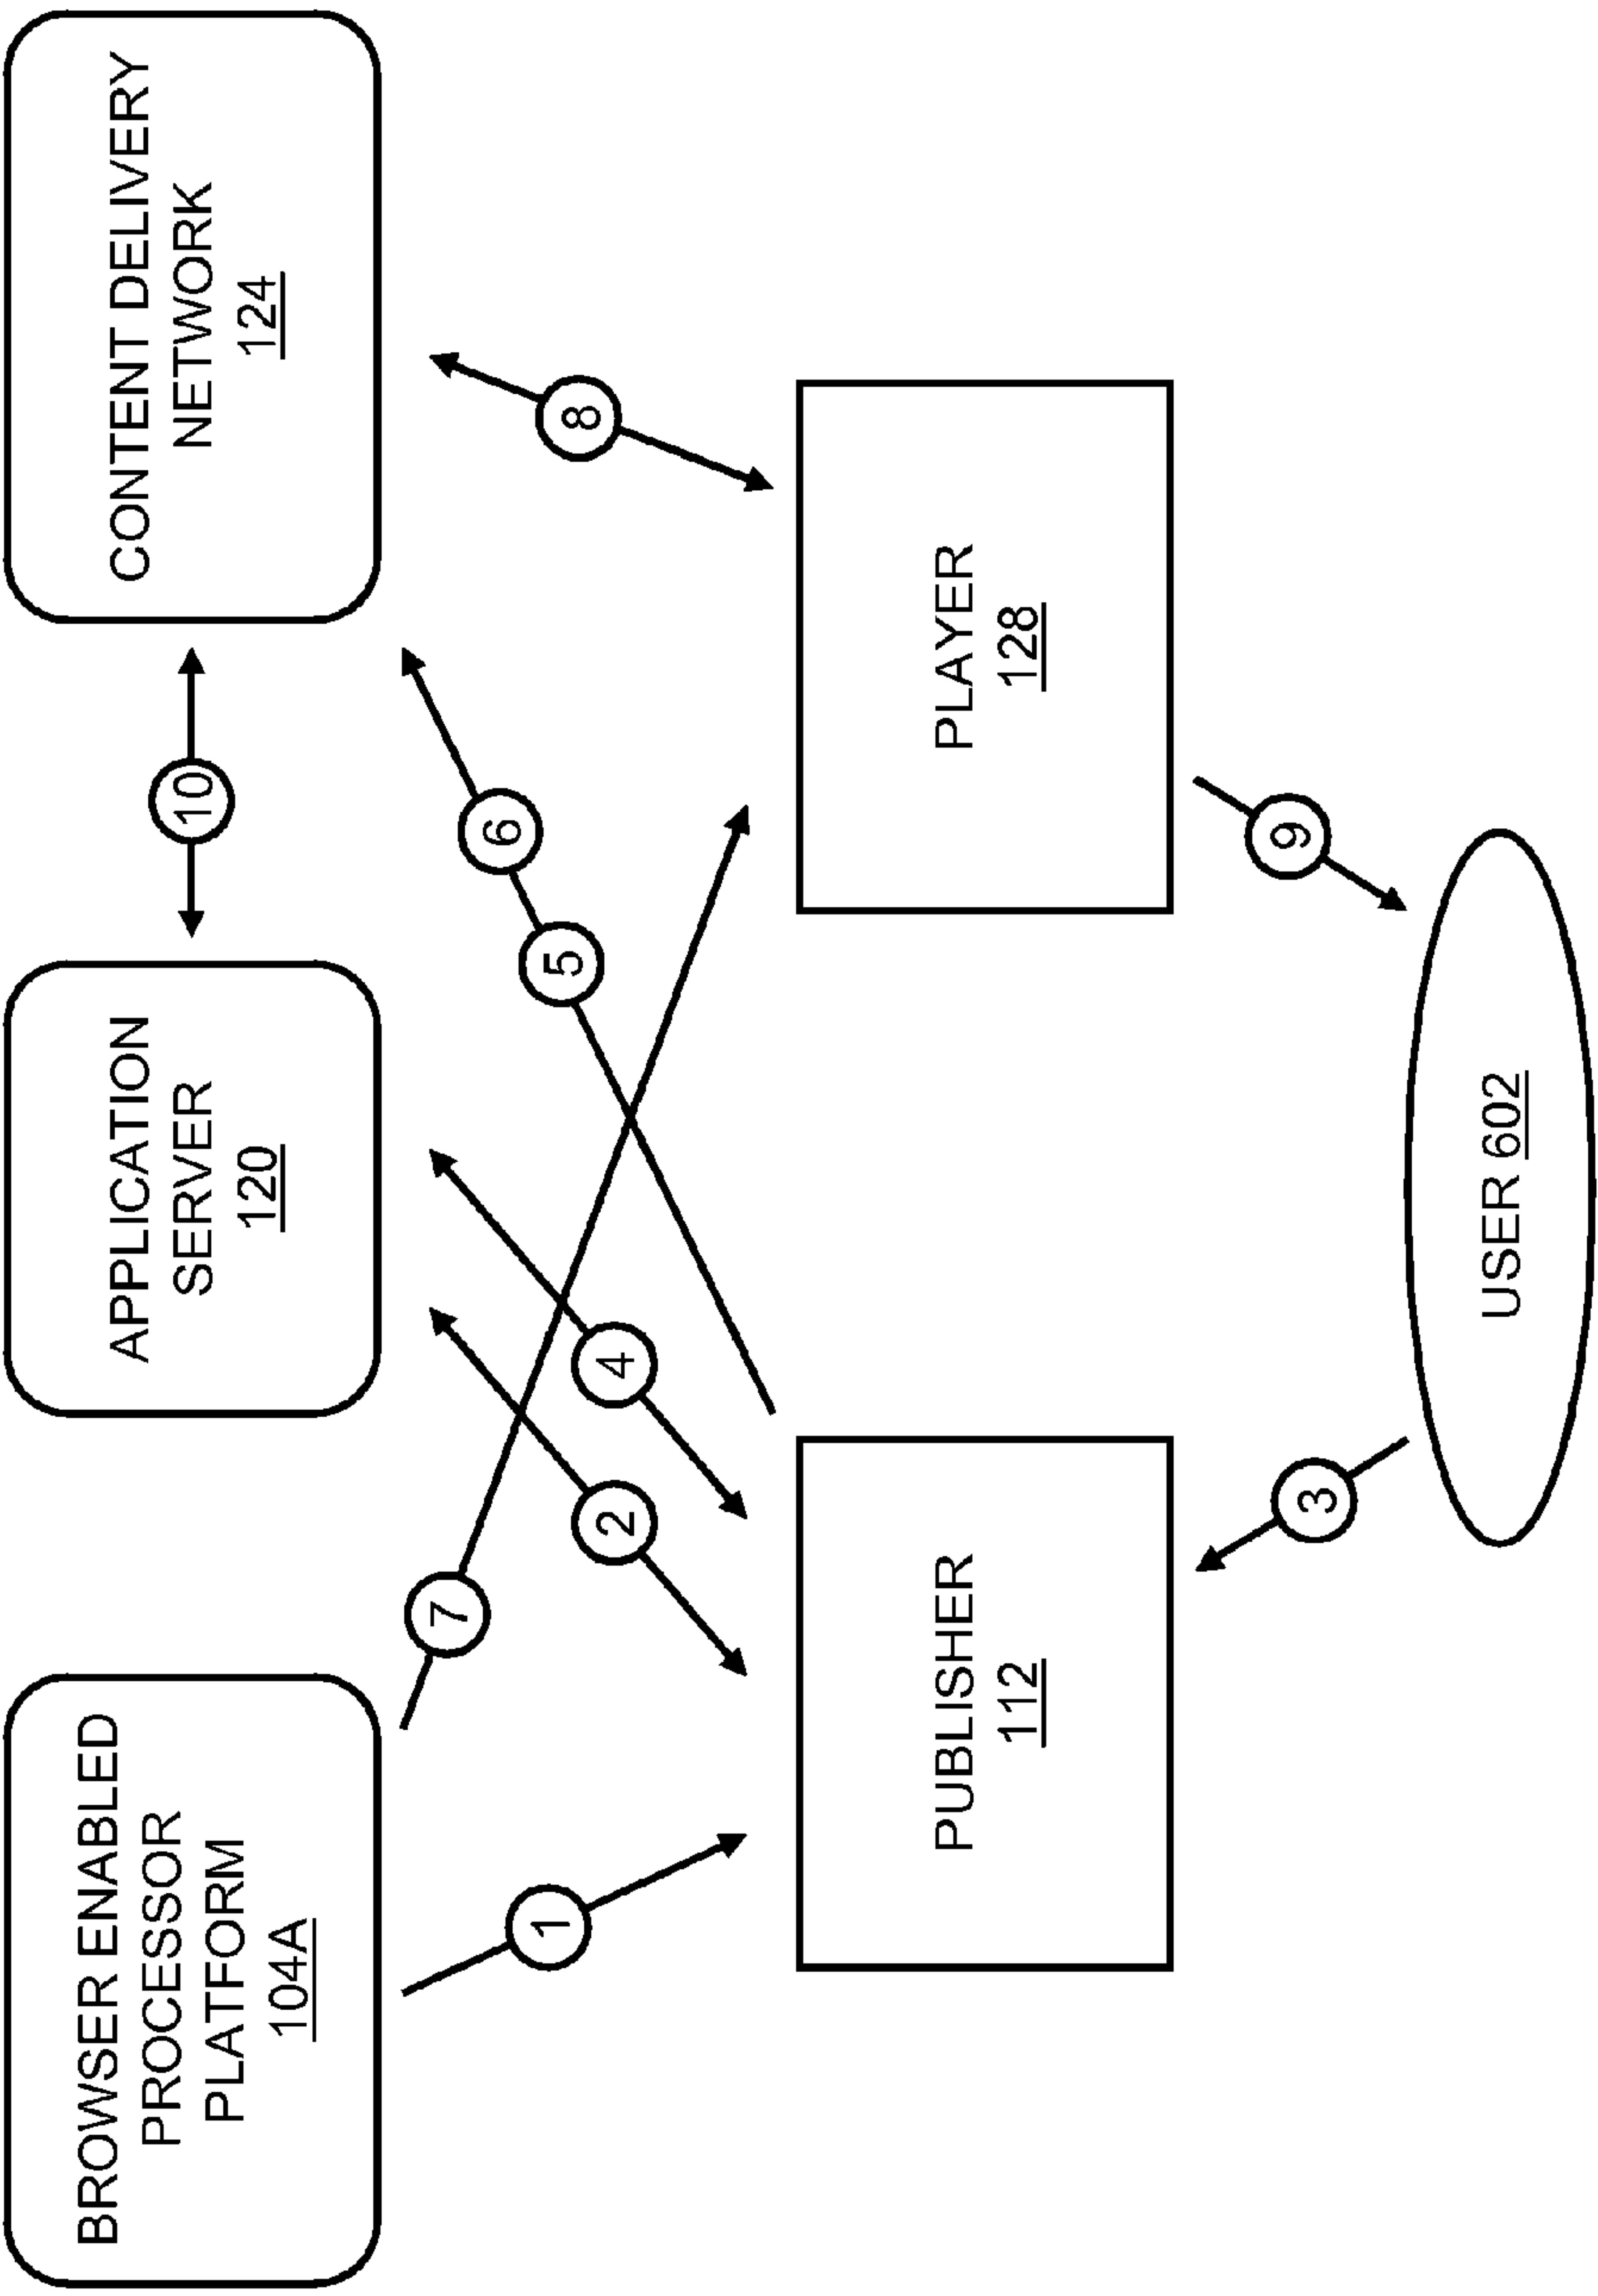 BROWSER ENABLED
PROCESSOR
PLATFORM
104A
APPLICATION
SERVER
120
CONTENT DELIVERY
NETWORK
124
10
7
1
2
4
5
6
8
PUBLISHER
112
PLAYER
128
3
9
USER 602